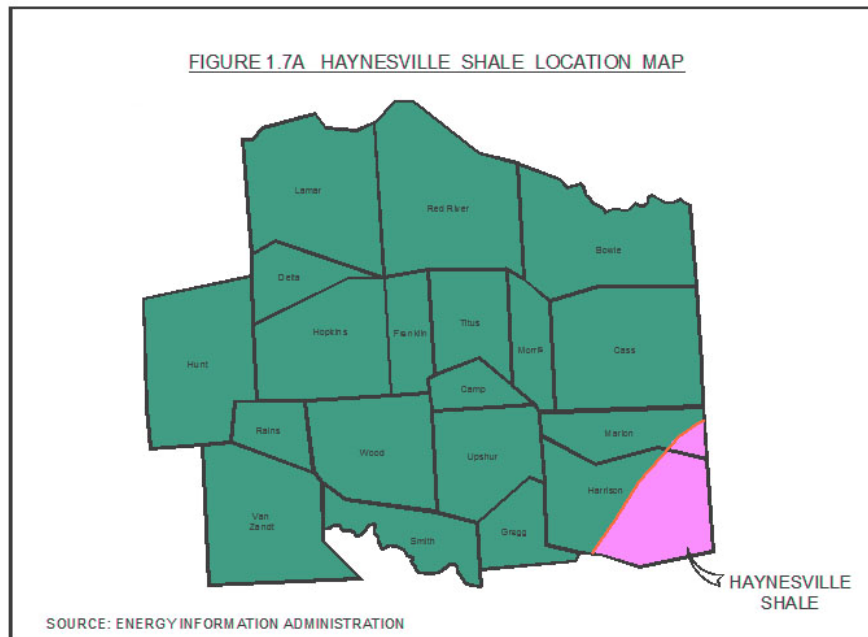 FIGURE 1.7A HAYNESVILLE SHALE LOCATION MAP
Lamar
Red River
Bowie
Delta
Hopkins
Franklin
Titus
Morris
Cass
Hunt
Camp
Rains
Wood
Upshur
Marion
Harrison
Van
Zandt
Smith
Gregg
HAYNESVILLE
SHALE
SOURCE: ENERGY INFORMATION ADMINISTRATION